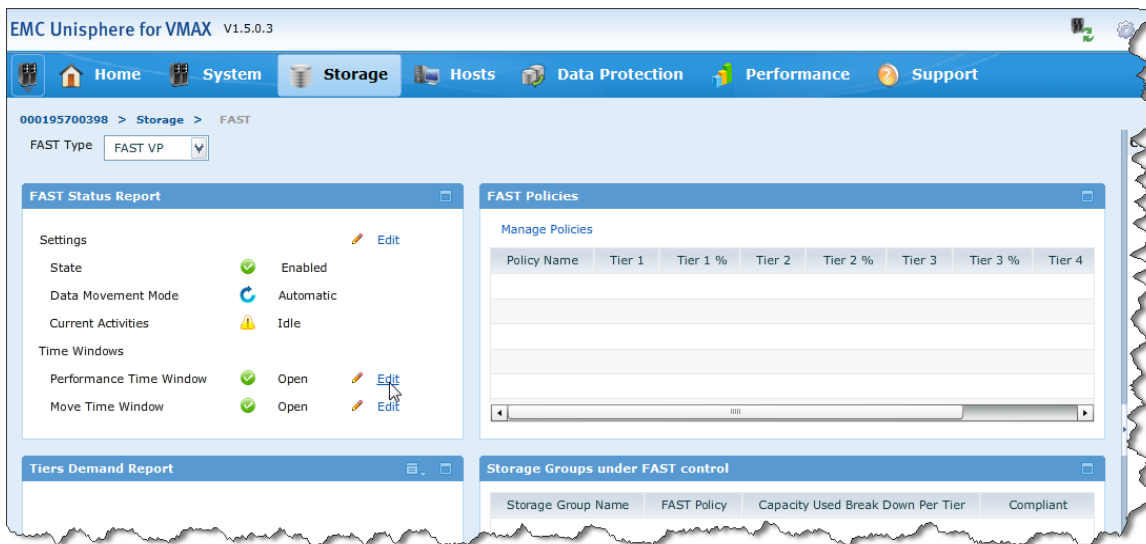 EMC Unisphere for VMAX V1.5.0.3
Home System Storage Hosts Data Protection Performance Support
000195700398 > Storage > FAST
FAST Type FAST VP
FAST Status Report
Settings Edit
State Enabled
Data Movement Mode Automatic
Current Activities Idle
Time Windows
Performance Time Window Open Edit
Move Time Window Open Edit
FAST Policies
Manage Policies
Policy Name Tier 1 Tier 1 % Tier 2 Tier 2 % Tier 3 Tier 3 % Tier 4
Tiers Demand Report
Storage Groups under FAST control
Storage Group Name FAST Policy Capacity Used Break Down Per Tier Compliant